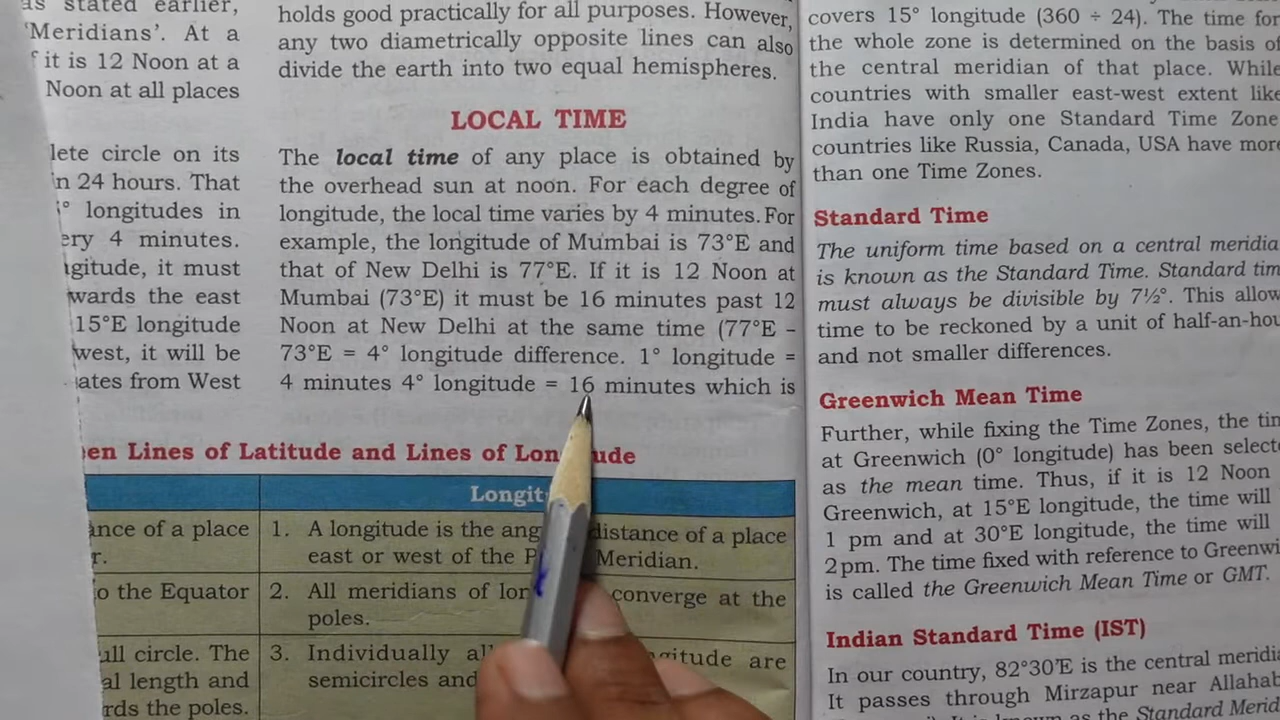 as stated earlier,
'Meridians'. At a
it is 12 Noon at a
Noon at all places
lete circle on its
in 24 hours. That
° longitudes in
ery 4 minutes.
gitude, it must
wards the east
15°E longitude
west, it will be
ates from West
holds good practically for all purposes. However,
any two diametrically opposite lines can also
divide the earth into two equal hemispheres.
LOCAL TIME
The local time of any place is obtained by
the overhead sun at noon. For each degree of
longitude, the local time varies by 4 minutes. For
example, the longitude of Mumbai is 73°E and
that of New Delhi is 77°E. If it is 12 Noon at
Mumbai (73°E) it must be 16 minutes past 12
Noon at New Delhi at the same time (77°E –
73°E = 4° longitude difference. 1° longitude =
4 minutes 4° longitude = 16 minutes which is
en Lines of Latitude and Lines of Lon ude
Longit
ance of a place
r.
1. A longitude is the ang distance of a place
east or west of the P Meridian.
o the Equator
2. All meridians of lon converge at the
poles.
ull circle. The
al length and
rds the poles.
3. Individually al gitude are
semicircles and
covers 15° longitude (360 ÷ 24). The time for
the whole zone is determined on the basis of
the central meridian of that place. While
countries with smaller east-west extent like
India have only one Standard Time Zone
countries like Russia, Canada, USA have more
than one Time Zones.
Standard Time
The uniform time based on a central meridia
is known as the Standard Time. Standard tim
must always be divisible by 7½°. This allow
time to be reckoned by a unit of half-an-hou
and not smaller differences.
Greenwich Mean Time
Further, while fixing the Time Zones, the tim
at Greenwich (0° longitude) has been select
as the mean time. Thus, if it is 12 Noon
Greenwich, at 15°E longitude, the time will
1 pm and at 30°E longitude, the time will
2pm. The time fixed with reference to Greenwi
is called the Greenwich Mean Time or GMT.
Indian Standard Time (IST)
In our country, 82°30'E is the central meridia
It passes through Mirzapur near Allahab
as the Standard Merid